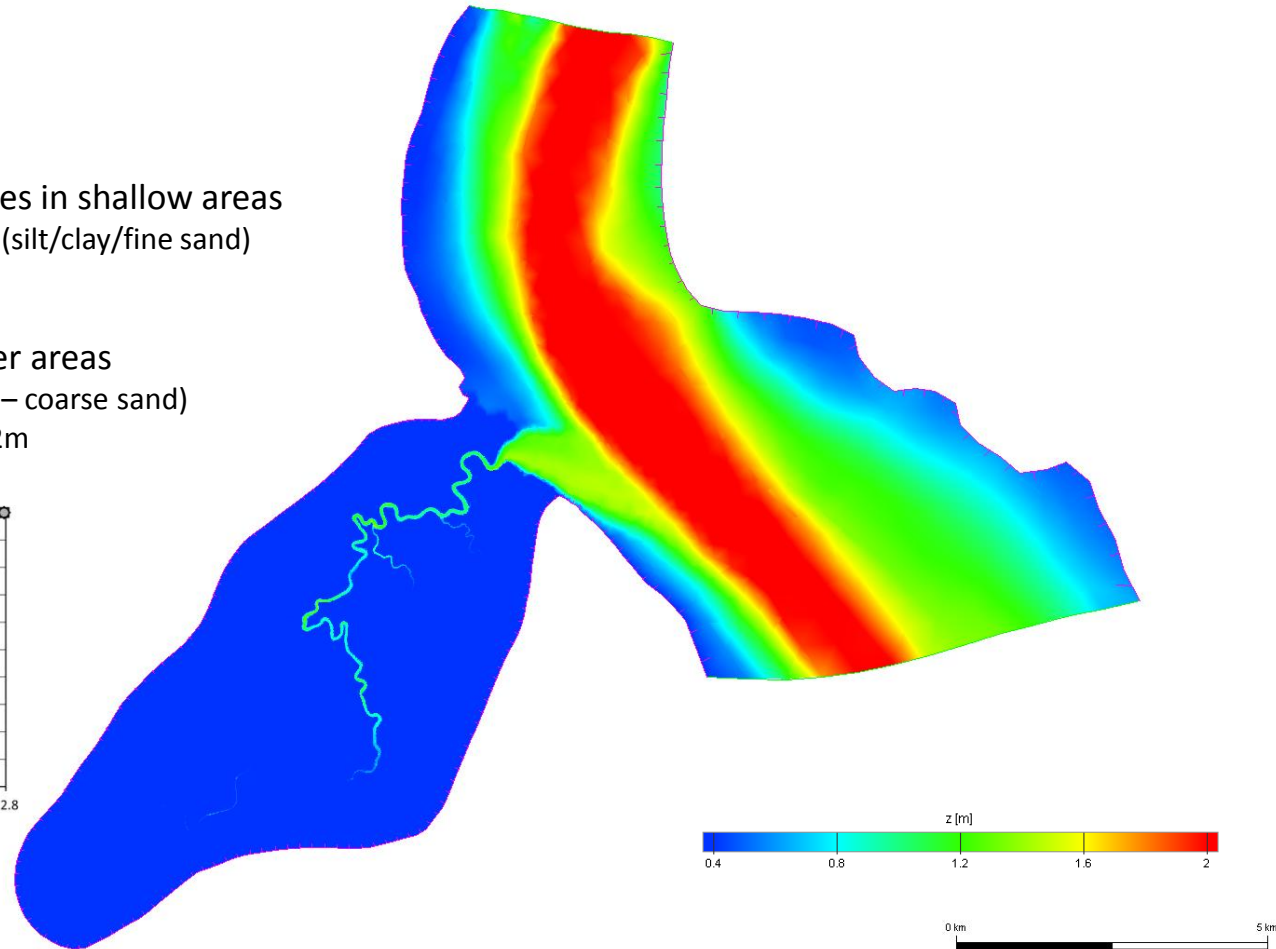 es in shallow areas
(silt/clay/fine sand)
er areas
– coarse sand)
2m
2.8
z [m]
0.4 0.8 1.2 1.6 2
0 km 5 km